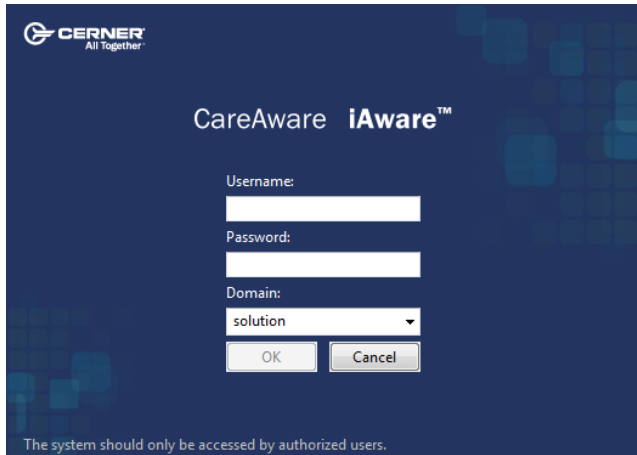 CERNER
All Together
CareAware iAware™
Username:
Password:
Domain:
solution
OK Cancel
The system should only be accessed by authorized users.